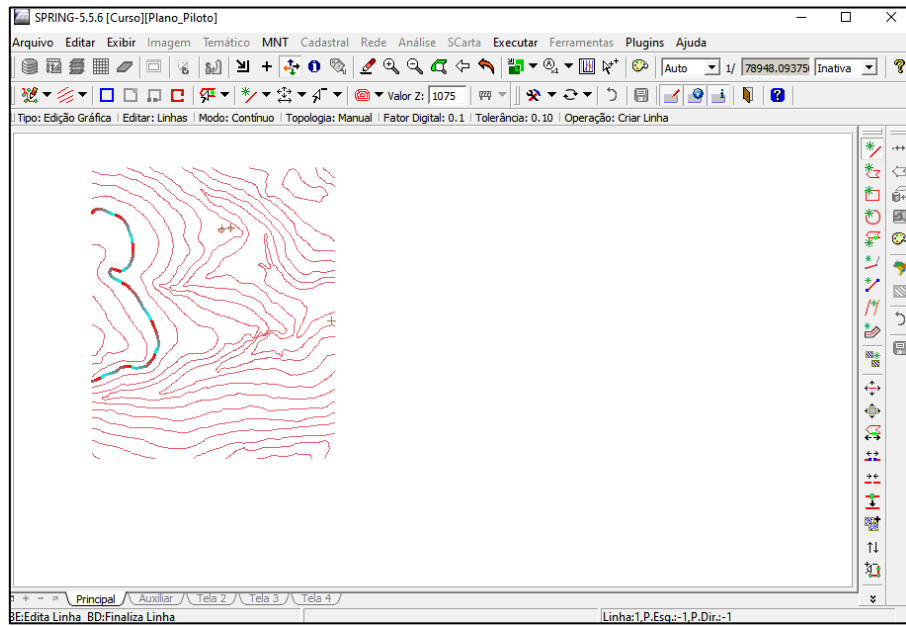 SPRING-5.5.6 [Curso][Plano_Piloto]
Arquivo Editar Exibir Imagem Temático MNT Cadastral Rede Análise SCarta Executar Ferramentas Plugins Ajuda
Auto 1/ 78948.09375 Inativa
Valor Z: 1075
Tipo: Edição Gráfica Editar: Linhas Modo: Contínuo Topologia: Manual Fator Digital: 0.1 Tolerância: 0.10 Operação: Criar Linha
Principal Auxiliar Tela 2 Tela 3 Tela 4
BE:Edita Linha BD:Finaliza Linha Linha:1,P.Esq.:-1,P.Dir.:-1